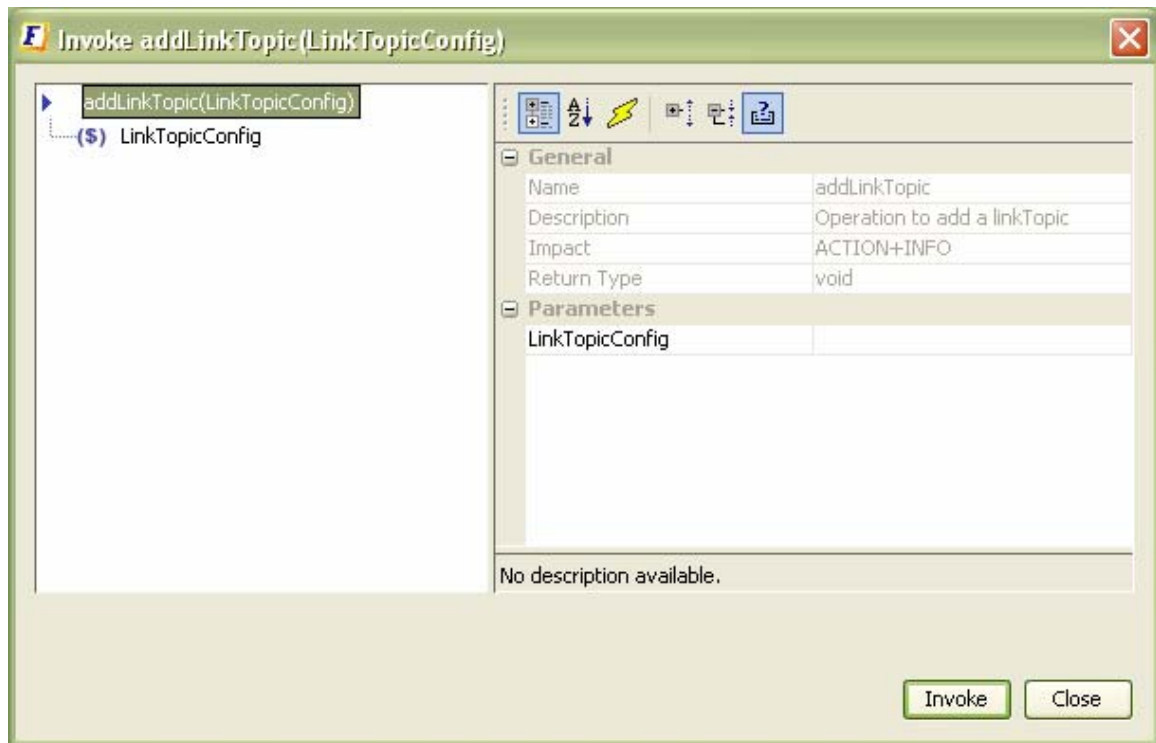 Invoke addLinkTopic(LinkTopicConfig)
addLinkTopic(LinkTopicConfig)
($) LinkTopicConfig
General
Name addLinkTopic
Description Operation to add a linkTopic
Impact ACTION+INFO
Return Type void
Parameters
LinkTopicConfig
No description available.
Invoke Close